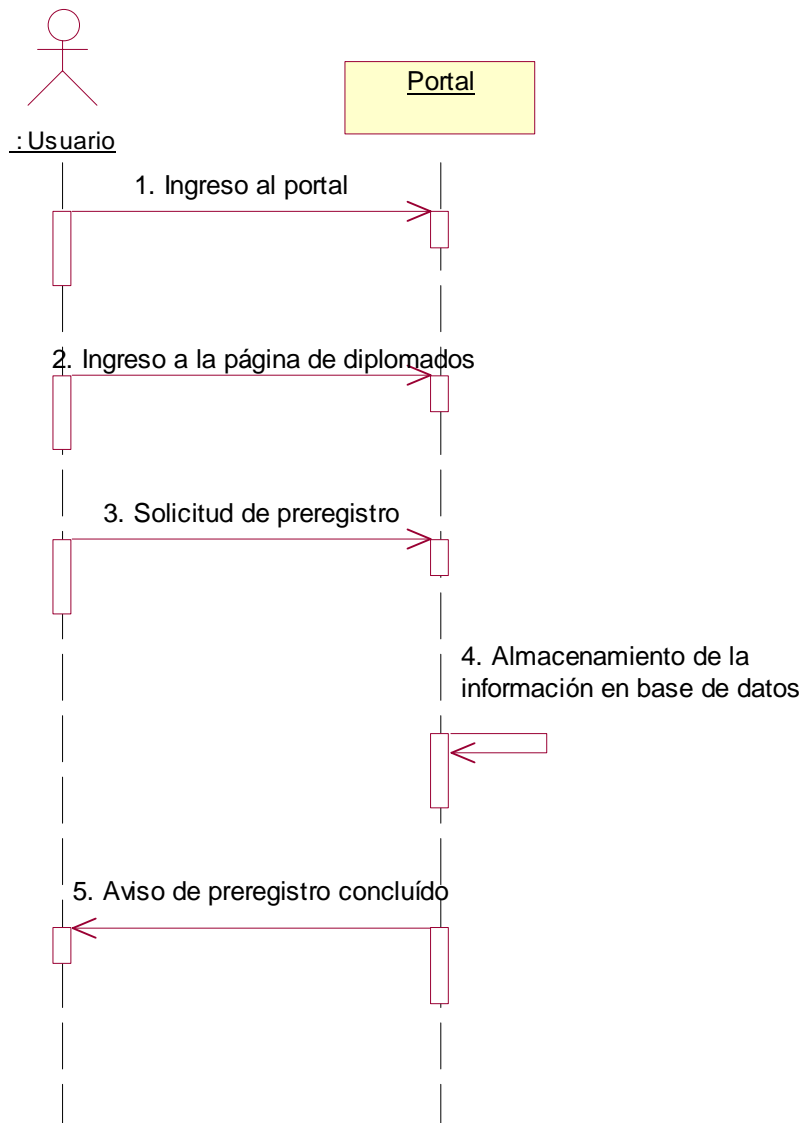 Portal
: Usuario
1. Ingreso al portal
2. Ingreso a la página de diplomados
3. Solicitud de preregistro
4. Almacenamiento de la
información en base de datos
5. Aviso de preregistro concluído